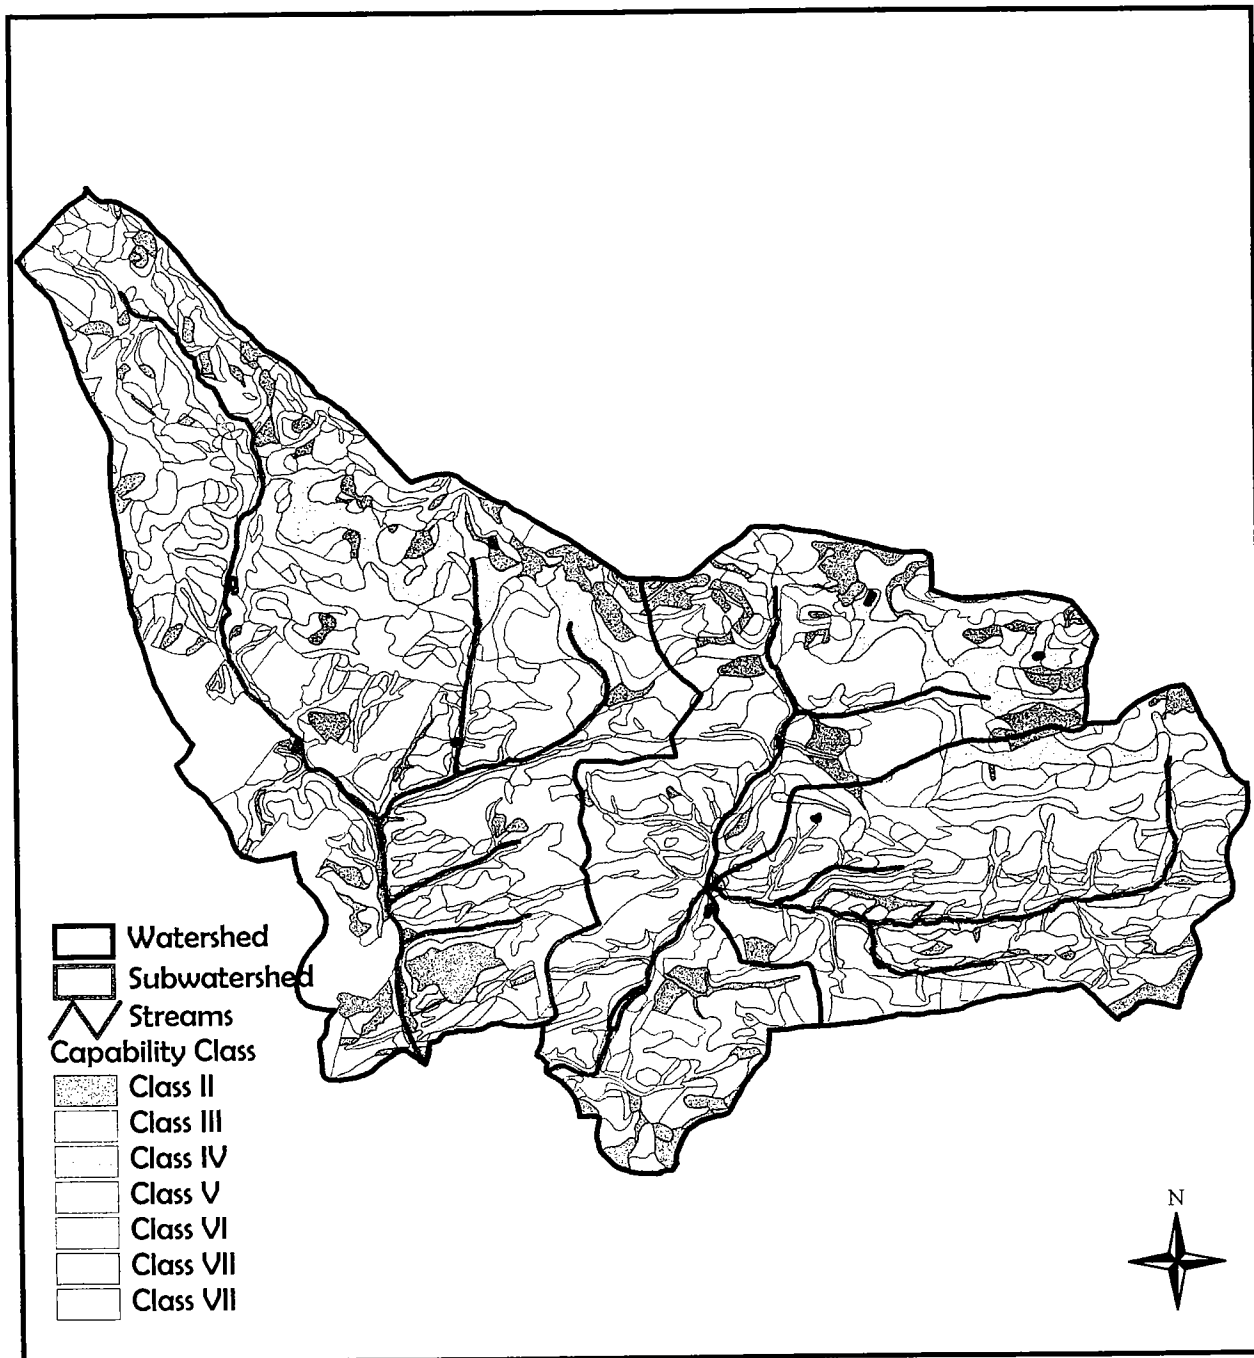 Watershed
Subwatershed
Streams
Capability Class
Class II
Class III
Class IV
Class V
Class VI
Class VII
Class VII
N